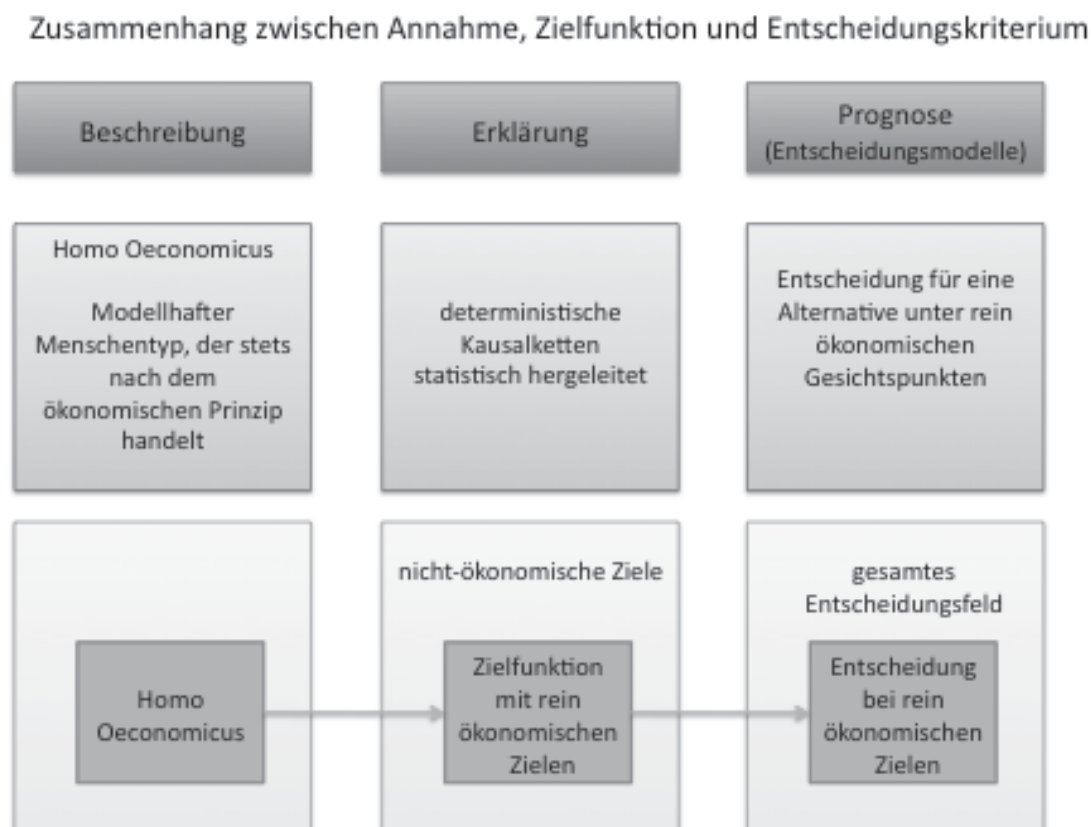 Zusammenhang zwischen Annahme, Zielfunktion und Entscheidungskriterium
Beschreibung
Erklärung
Prognose
(Entscheidungsmodelle)
Homo Oeconomicus
Modellhafter
Menschentyp, der stets
nach dem
ökonomischen Prinzip
handelt
deterministische
Kausalketten
statistisch hergeleitet
Entscheidung für eine
Alternative unter rein
ökonomischen
Gesichtspunkten
Homo
Oeconomicus
nicht-ökonomische Ziele
Zielfunktion
mit rein
ökonomischen
Zielen
gesamtes
Entscheidungsfeld
Entscheidung
bei rein
ökonomischen
Zielen